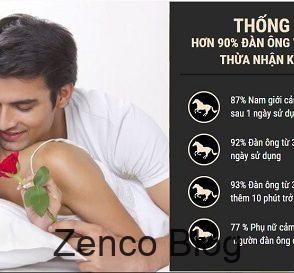 THỐNG
HƠN 90% ĐÀN ÔNG
THỪA NHẬN K
87% Nam giới cả
sau 1 ngày sử dụ
92% Đàn ông từ 3
ngày sử dụng
93% Đàn ông từ 3
thêm 10 phút trở
77 % Phụ nữ cảm
người đàn ông c
Zenco Blog